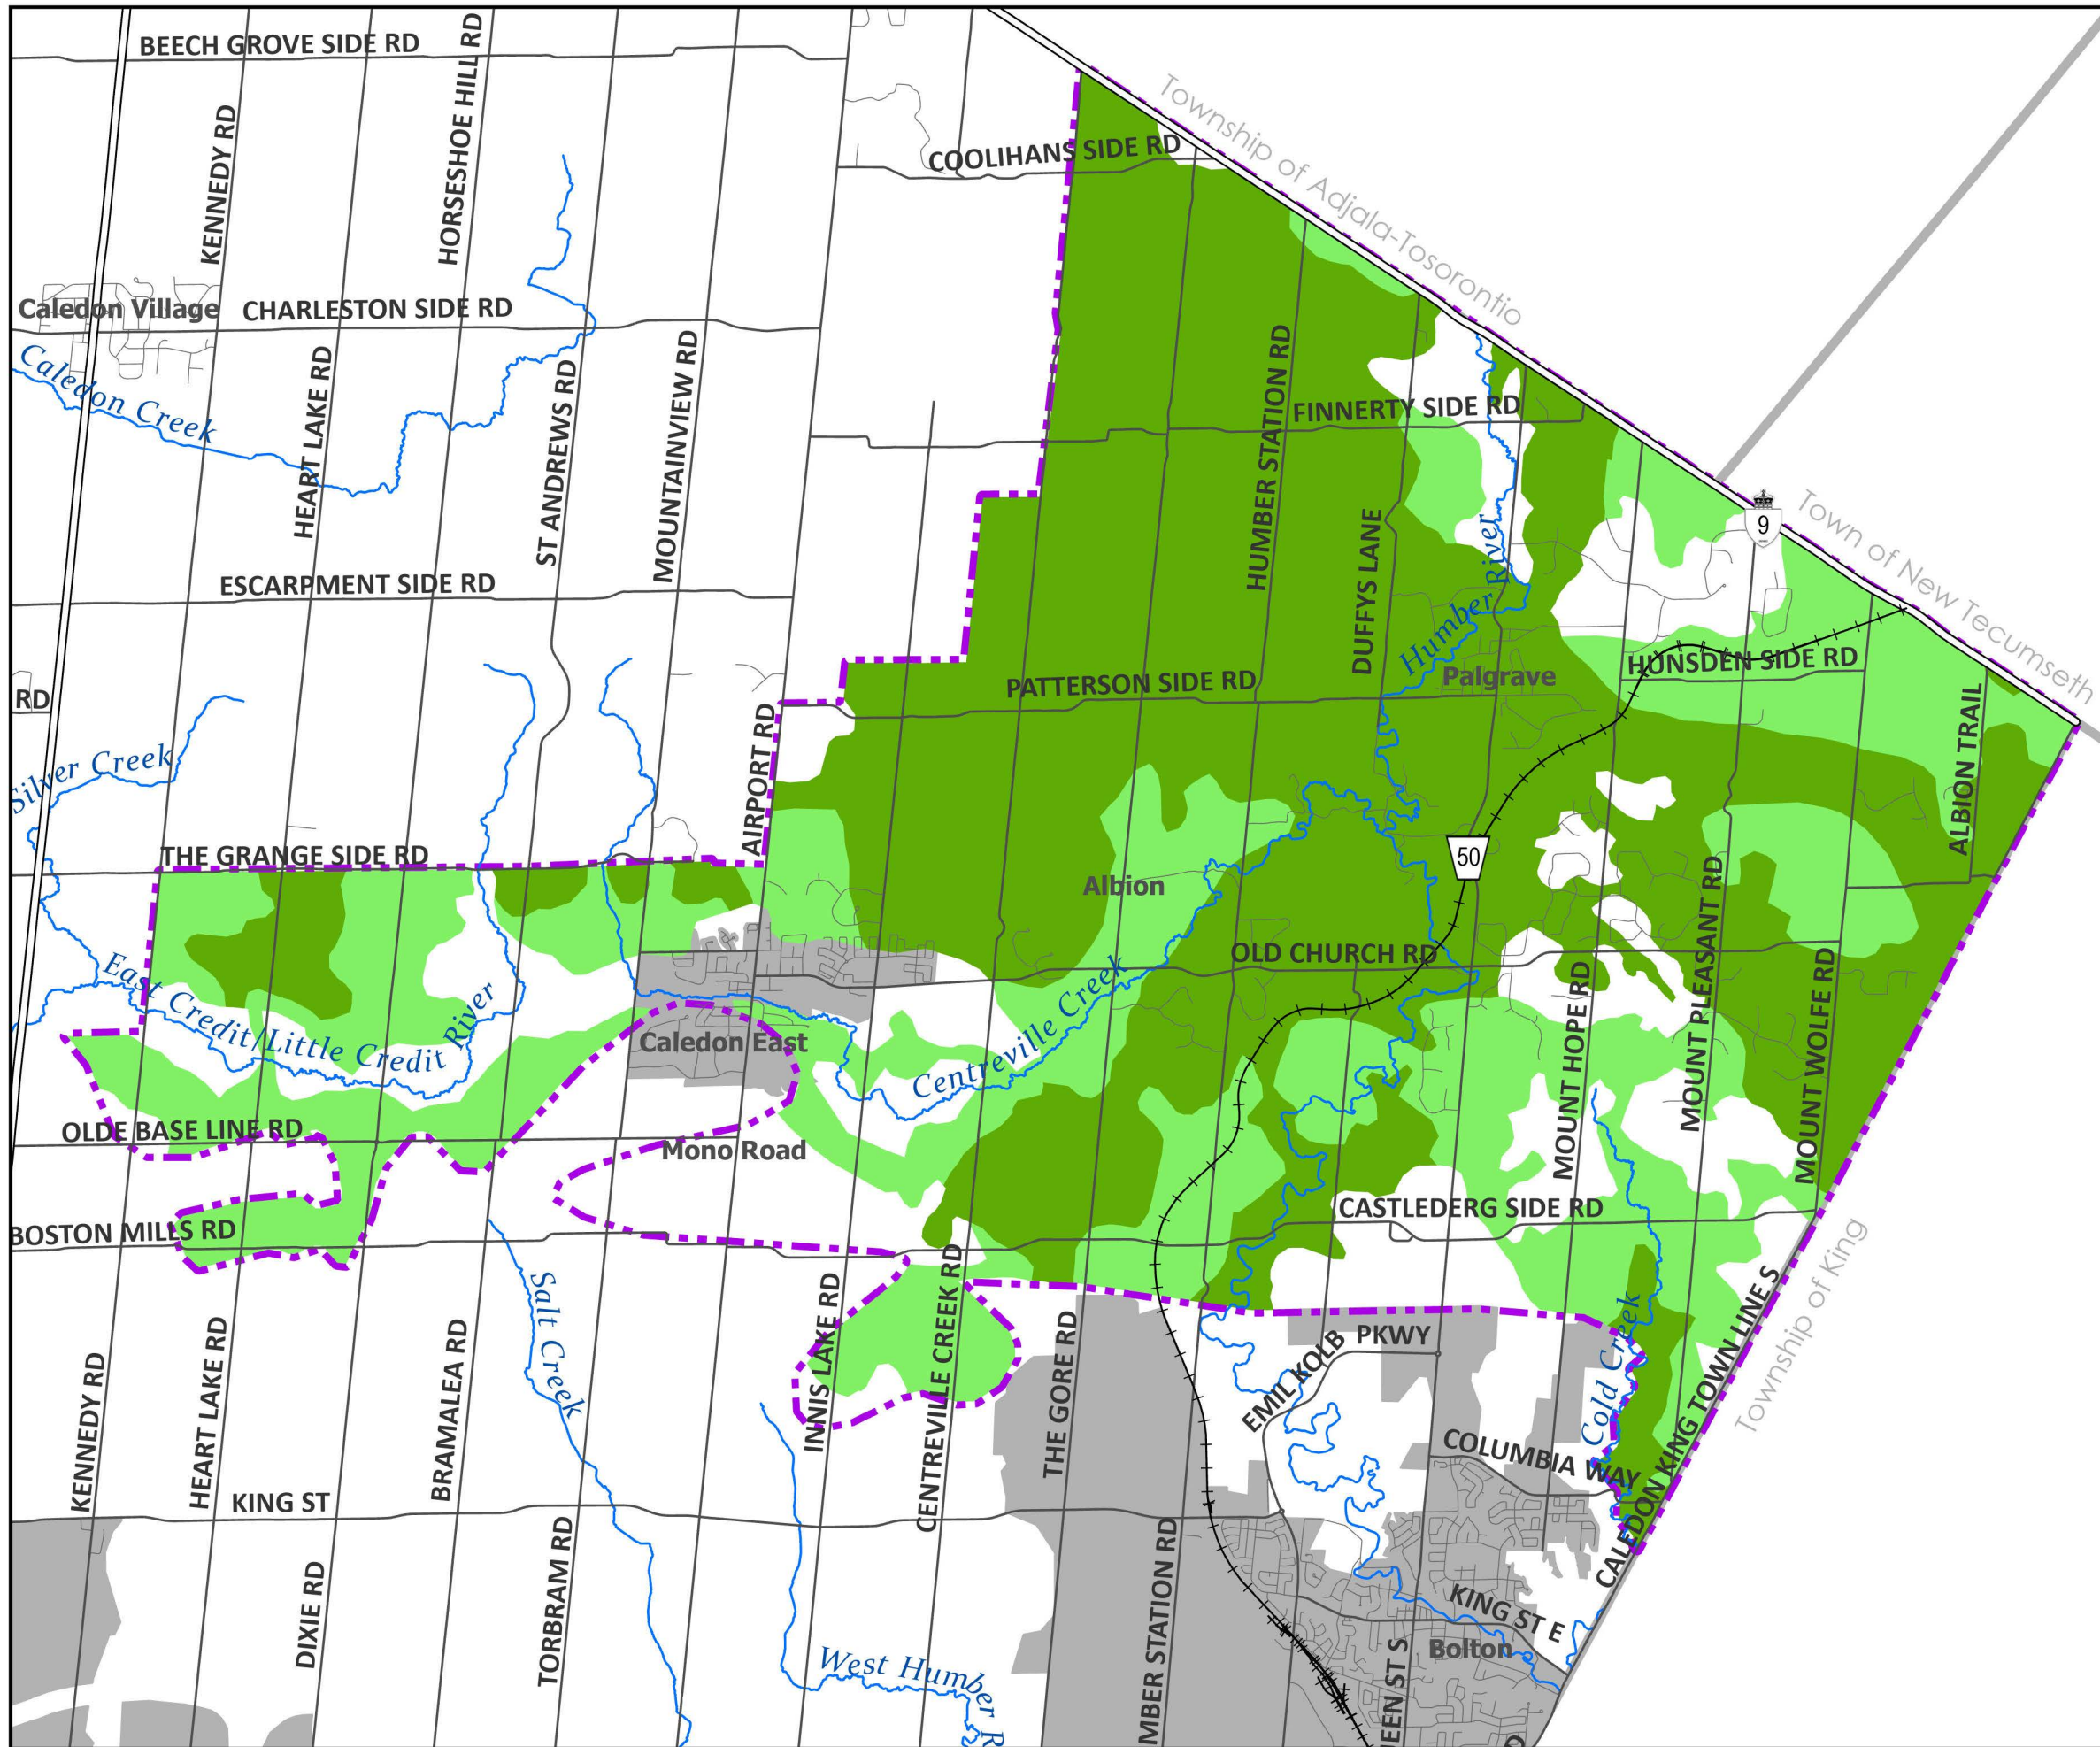 BEECH GROVE SIDE RD
KENNEDY RD
HORSESHOE HILL RD
COOLIHANS SIDE RD
Township of Adjala-Tosorontio
Caledon Village
CHARLESTON SIDE RD
Caledon Creek
HEART LAKE RD
ST ANDREWS RD
MOUNTAINVIEW RD
HUMBER STATION RD
FINNERTY SIDE RD
DUFFYS LANE
9
Town of New Tecumseth
ESCARPMENT SIDE RD
Humber River
RD
PATTERSON SIDE RD
Palgrave
HUNSDEN SIDE RD
Silver Creek
AIRPORT RD
ALBION TRAIL
THE GRANGE SIDE RD
50
Albion
MOUNT PLEASANT RD
OLD CHURCH RD
East Credit/Little Credit River
Caledon East
Centreville Creek
MOUNT HOPE RD
MOUNT WOLFE RD
OLDE BASE LINE RD
Mono Road
BOSTON MILLS RD
CASTLEDERG SIDE RD
Township of King
Salt Creek
INNIS LAKE RD
CENTREVILLE CREEK RD
THE GORE RD
EMIL KOLB PKWY
Cold Creek
CALEDON KING TOWN LINE S
KENNEDY RD
HEART LAKE RD
BRAMALEA RD
COLUMBIA WAY
KING ST
DIXIE RD
TORBRAM RD
MBER STATION RD
KING ST E
Bolton
West Humber R
EEN ST S